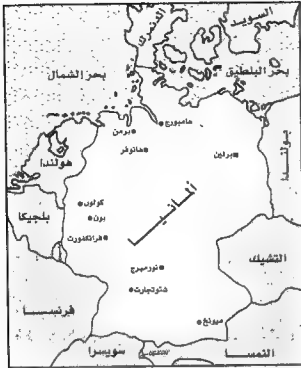 السويد
الدنمرك
بحر الشمال
بحر البلطيق
هامبورج
برمن
هانوفر
برلين
هولندا
بولندا
كولون
بون
بلجيكا
فرانكفورت
ألمانيا
التشيك
نورمبرج
شتوتجارت
فرنسا
ميونخ
سويسرا
النمسا